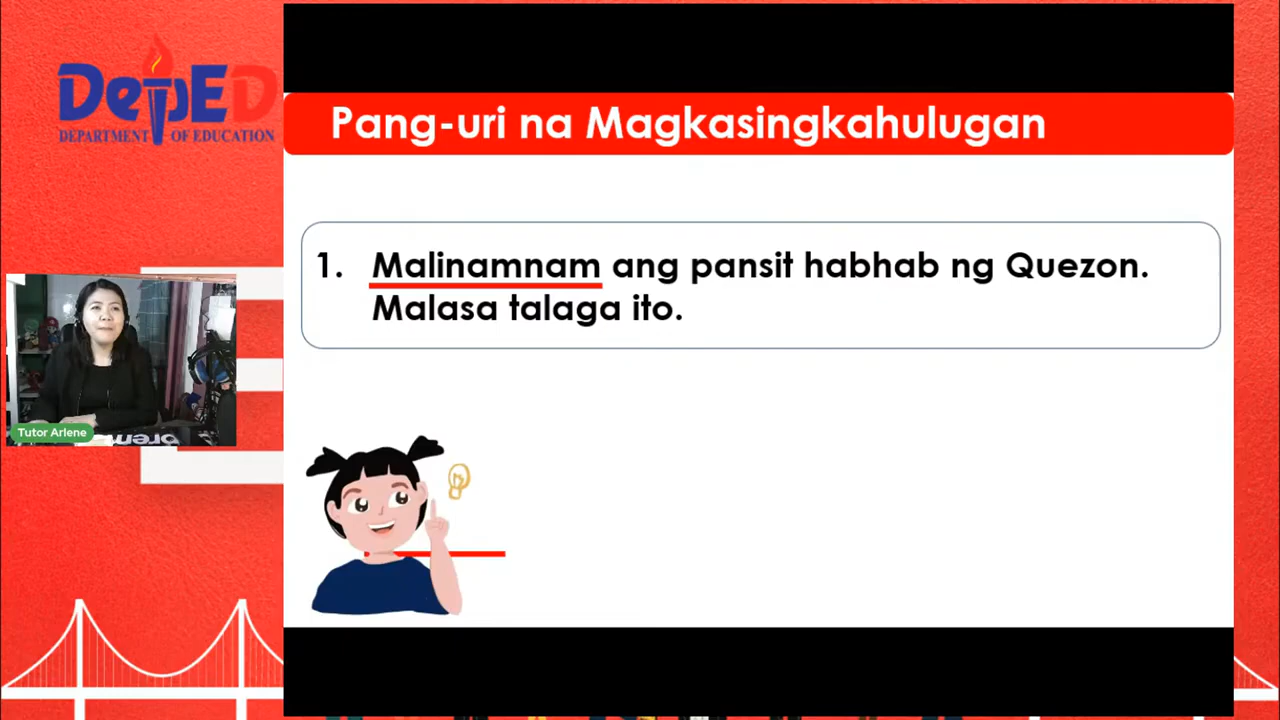 DepED
DEPARTMENT OF EDUCATION
Pang-uri na Magkasingkahulugan
1. Malinamnam ang pansit habhab ng Quezon.
Malasa talaga ito.
Tutor Arlene